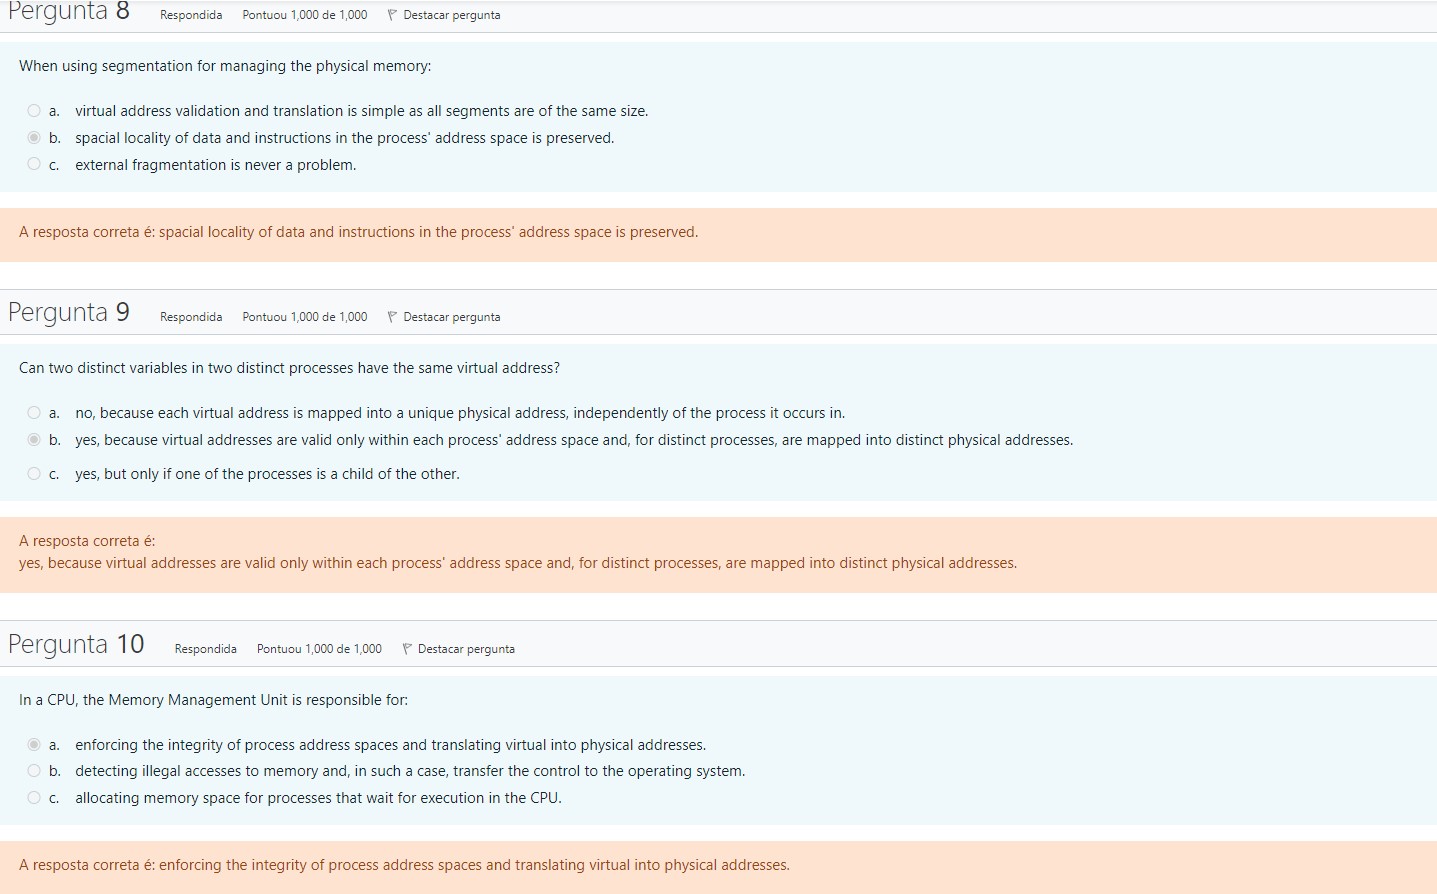 Pergunta 8 Respondida Pontuou 1,000 de 1,000 Destacar pergunta
When using segmentation for managing the physical memory:
a. virtual address validation and translation is simple as all segments are of the same size.
b. spacial locality of data and instructions in the process' address space is preserved.
c. external fragmentation is never a problem.
A resposta correta é: spacial locality of data and instructions in the process' address space is preserved.
Pergunta 9 Respondida Pontuou 1,000 de 1,000 Destacar pergunta
Can two distinct variables in two distinct processes have the same virtual address?
a. no, because each virtual address is mapped into a unique physical address, independently of the process it occurs in.
b. yes, because virtual addresses are valid only within each process' address space and, for distinct processes, are mapped into distinct physical addresses.
c. yes, but only if one of the processes is a child of the other.
A resposta correta é:
yes, because virtual addresses are valid only within each process' address space and, for distinct processes, are mapped into distinct physical addresses.
Pergunta 10 Respondida Pontuou 1,000 de 1,000 Destacar pergunta
In a CPU, the Memory Management Unit is responsible for:
a. enforcing the integrity of process address spaces and translating virtual into physical addresses.
b. detecting illegal accesses to memory and, in such a case, transfer the control to the operating system.
c. allocating memory space for processes that wait for execution in the CPU.
A resposta correta é: enforcing the integrity of process address spaces and translating virtual into physical addresses.